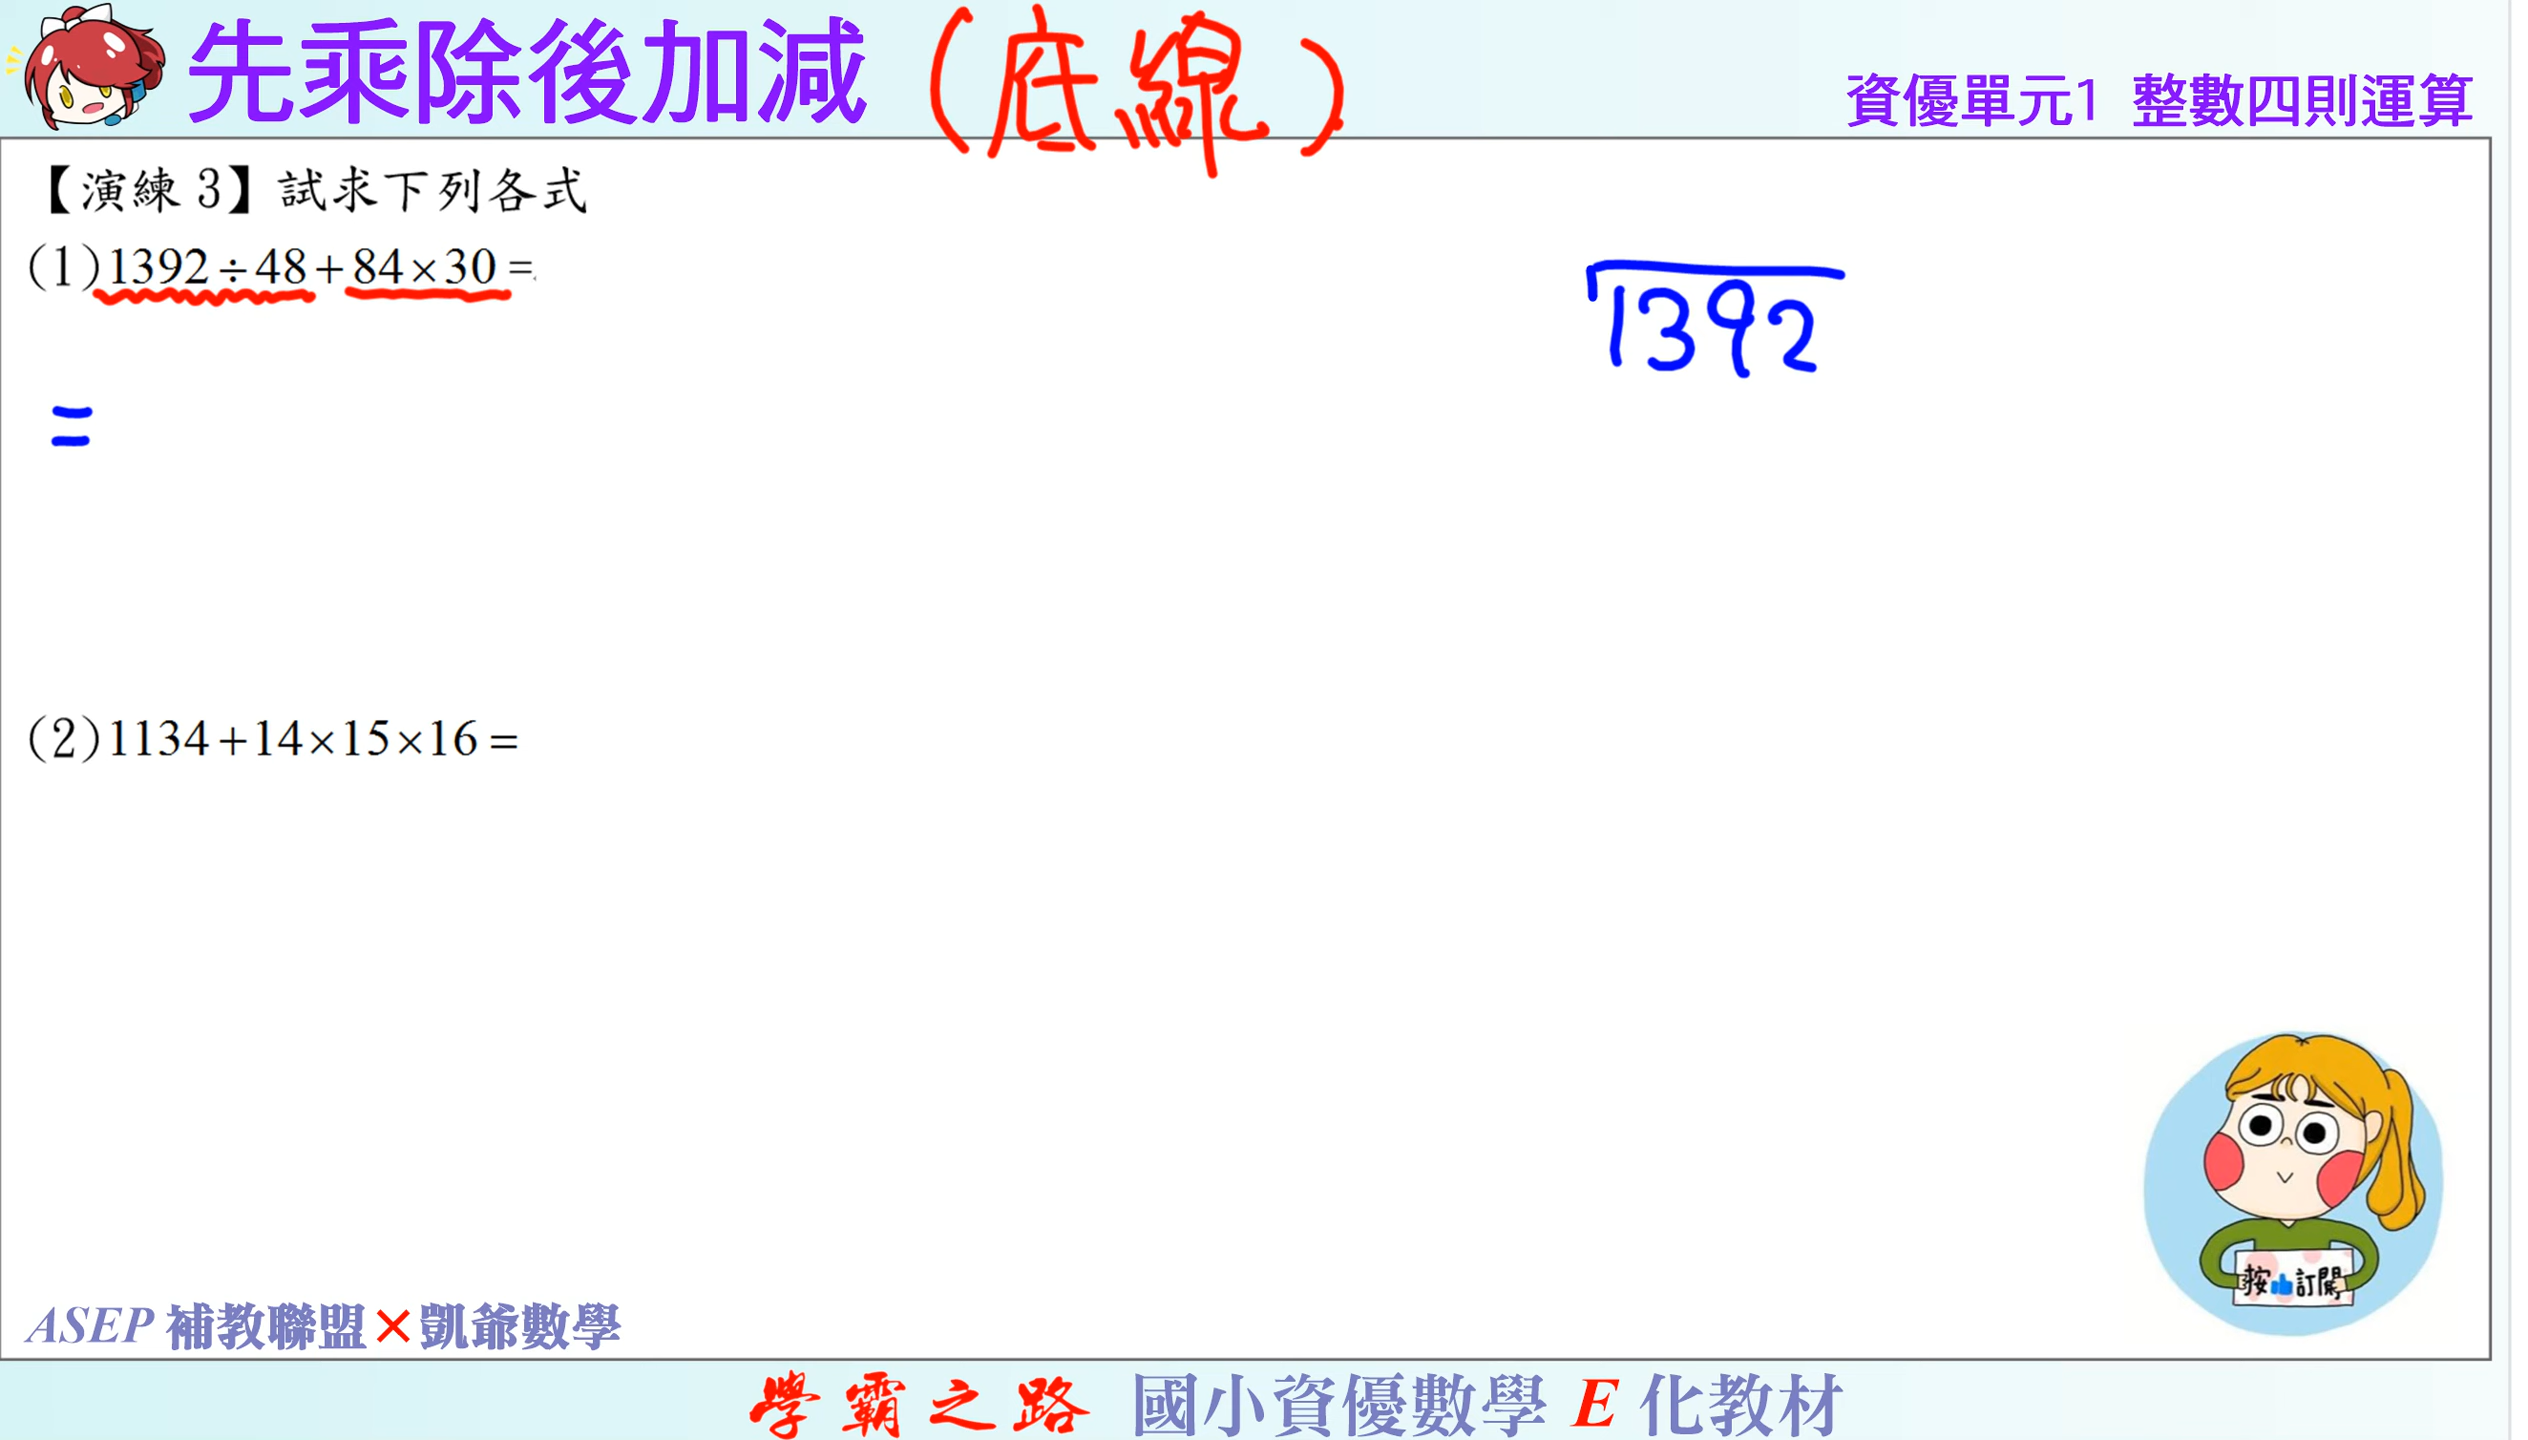 先乘除後加減 (底線)
資優單元1 整數四則運算
【演練 3】試求下列各式
(1)1392÷48+84×30=
1392
=
(2)1134+14×15×16=
按 訂閱
ASEP 補教聯盟×凱爺數學
學霸之路 國小資優數學 E 化教材